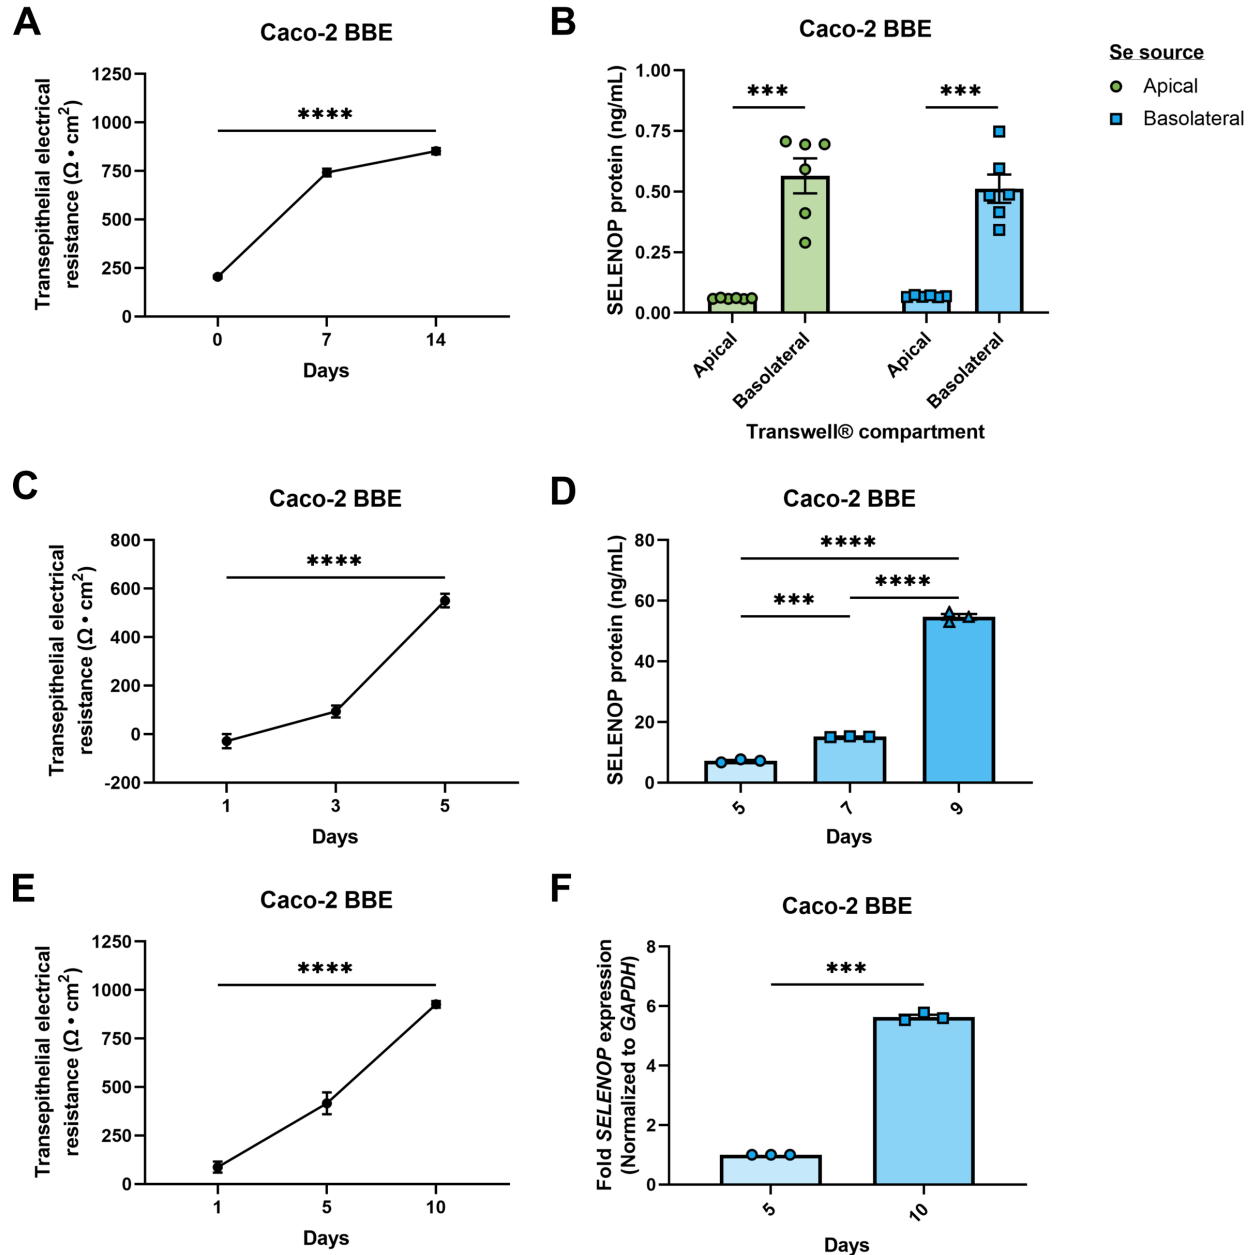 A
Caco-2 BBE
Transepithelial electrical
resistance (Ω • cm²)
1250
1000
750
500
250
0
****
0 7 14
Days
B
Caco-2 BBE
SELENOP protein (ng/mL)
1.00
0.75
0.50
0.25
0.00
*** ***
Apical Basolateral Apical Basolateral
Transwell® compartment
Se source
Apical
Basolateral
C
Caco-2 BBE
Transepithelial electrical
resistance (Ω • cm²)
800
600
400
200
0
-200
****
1 3 5
Days
D
Caco-2 BBE
SELENOP protein (ng/mL)
80
60
40
20
0
****
****
***
5 7 9
Days
E
Caco-2 BBE
Transepithelial electrical
resistance (Ω • cm²)
1250
1000
750
500
250
0
****
1 5 10
Days
F
Caco-2 BBE
Fold SELENOP expression
(Normalized to GAPDH)
8
6
4
2
0
***
5 10
Days